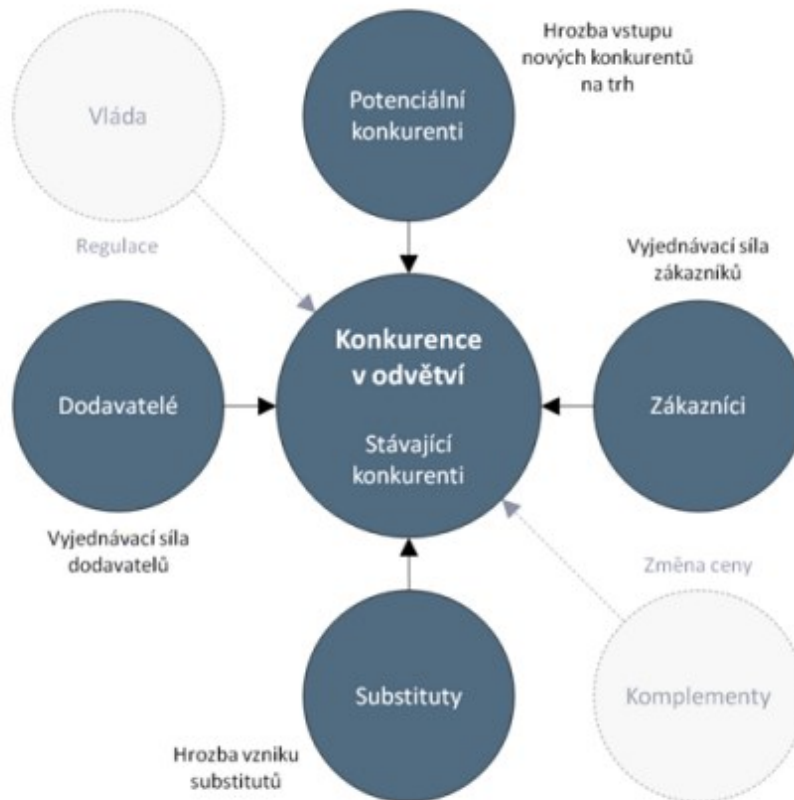 Hrozba vstupu
nových konkurentů
na trh
Potenciální
konkurenti
Vláda
Regulace
Vyjednávací síla
zákazníků
Konkurence
v odvětví
Stávající
konkurenti
Dodavatelé
Zákazníci
Vyjednávací síla
dodavatelů
Změna ceny
Substituty
Komplementy
Hrozba vzniku
substitutů